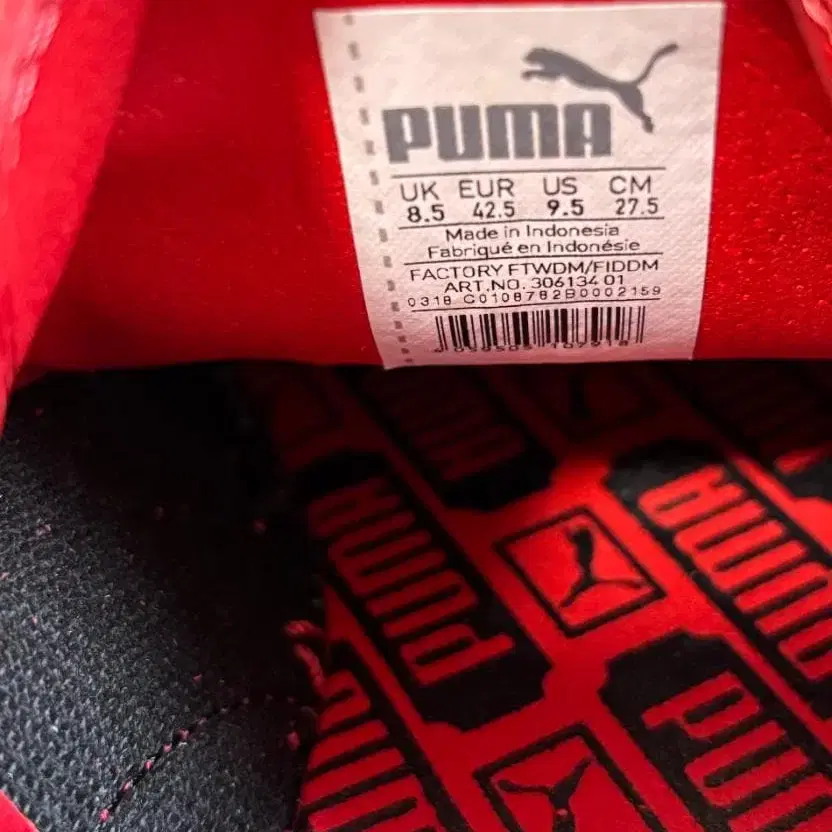 PUMA
UK EUR US CM
8.5 42.5 9.5 27.5
Made in Indonesia
Fabriqué en Indonésie
FACTORY FTWDM/FIDDM
ART.NO. 306134 01
0318 C0108782B0002159
PUMA
PUMA
PUMA
PUMA